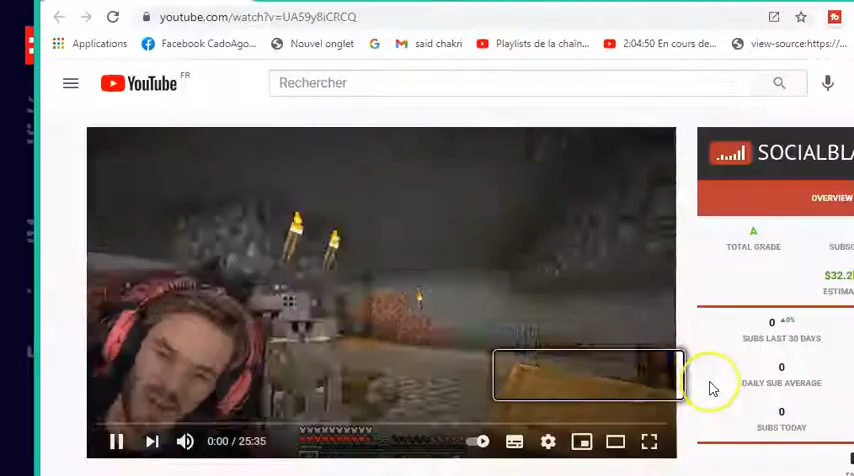 youtube.com/watch?v=UA59y8iCRCQ
Applications
Facebook CadoAgo...
Nouvel onglet
G
said chakri
Playlists de la chaîn...
2:04:50 En cours de...
view-source:https://...
YouTube FR
Rechercher
SOCIALBLA
OVERVIEW
A
TOTAL GRADE
SUBSC
$32.2
ESTIMA
0 ▲0%
SUBS LAST 30 DAYS
0
DAILY SUB AVERAGE
0
SUBS TODAY
0:00 / 25:35